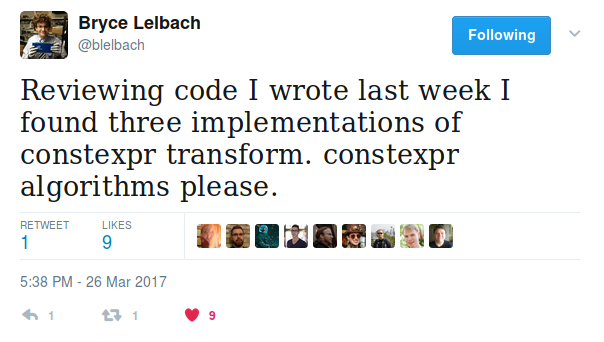 Bryce Lelbach
@blelbach
Following
Reviewing code I wrote last week I
found three implementations of
constexpr transform. constexpr
algorithms please.
RETWEET
1
LIKES
9
5:38 PM - 26 Mar 2017
1
1
9